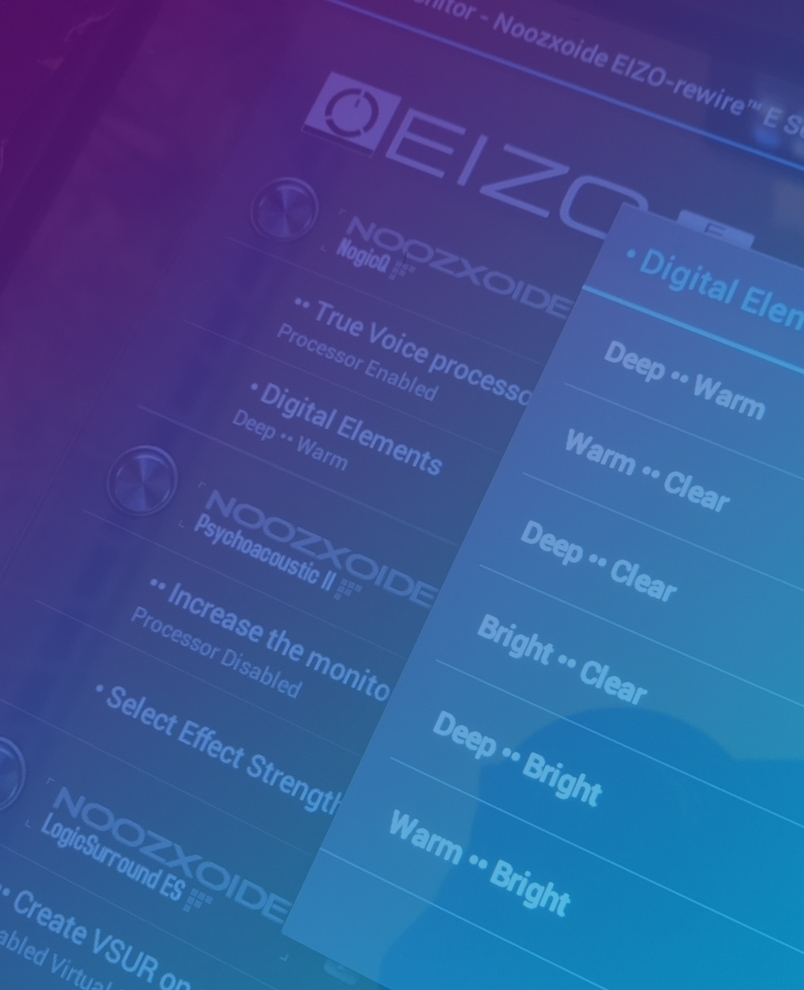 nitor - Noozxoide EIZO-rewire™ E S
EIZO E
NOOZXOIDE
NogicQ
•• True Voice processo
Processor Enabled
• Digital Elements
Deep •• Warm
NOOZXOIDE
Psychoacoustic II
•• Increase the monito
Processor Disabled
• Select Effect Strength
NOOZXOIDE
LogicSurround ES
•• Create VSUR on
abled Virtual
• Digital Elem
Deep •• Warm
Warm •• Clear
Deep •• Clear
Bright •• Clear
Deep •• Bright
Warm •• Bright